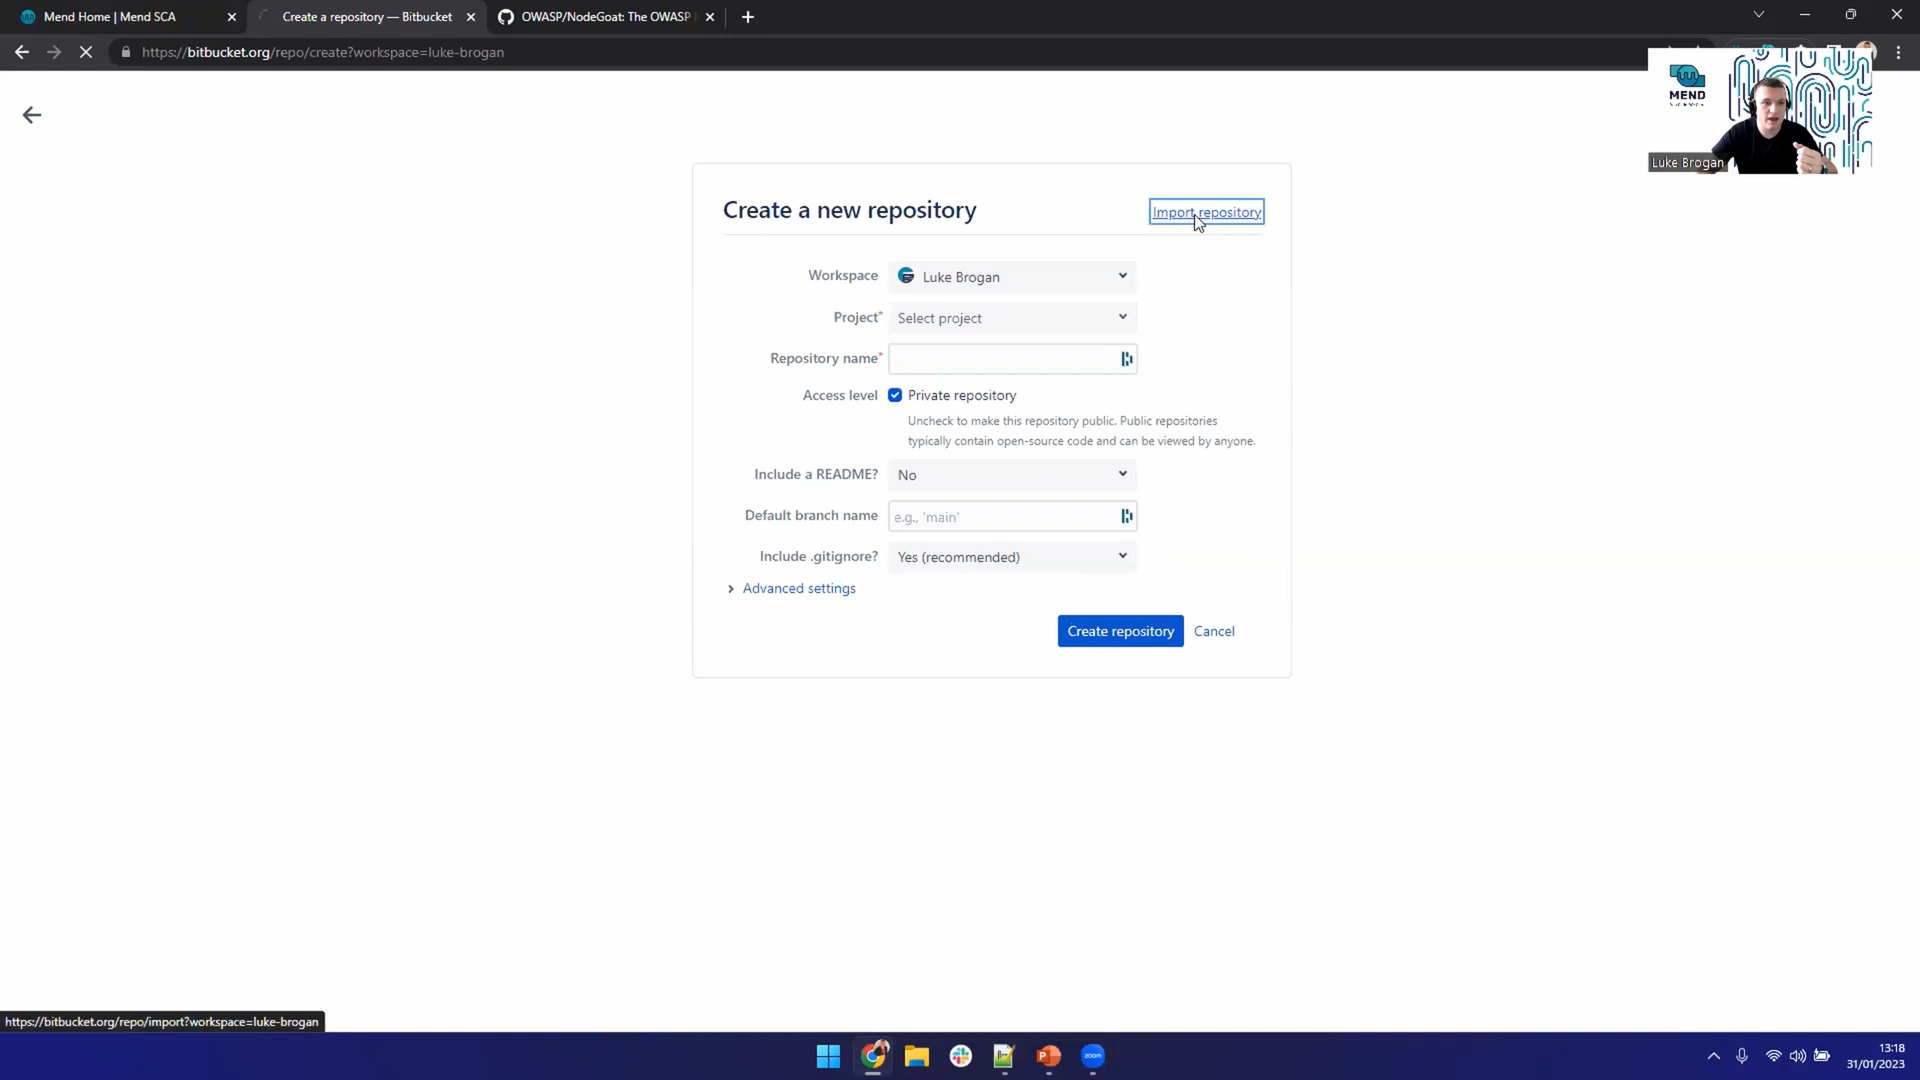 Mend Home | Mend SCA
Create a repository — Bitbucket
OWASP/NodeGoat: The OWASP
https://bitbucket.org/repo/create?workspace=luke-brogan
MEND
Luke Brogan
Create a new repository
Import repository
Workspace
Luke Brogan
Project*
Select project
Repository name*
Access level
Private repository
Uncheck to make this repository public. Public repositories
typically contain open-source code and can be viewed by anyone.
Include a README?
No
Default branch name
e.g., 'main'
Include .gitignore?
Yes (recommended)
Advanced settings
Create repository
Cancel
https://bitbucket.org/repo/import?workspace=luke-brogan
zoom
13:18
31/01/2023